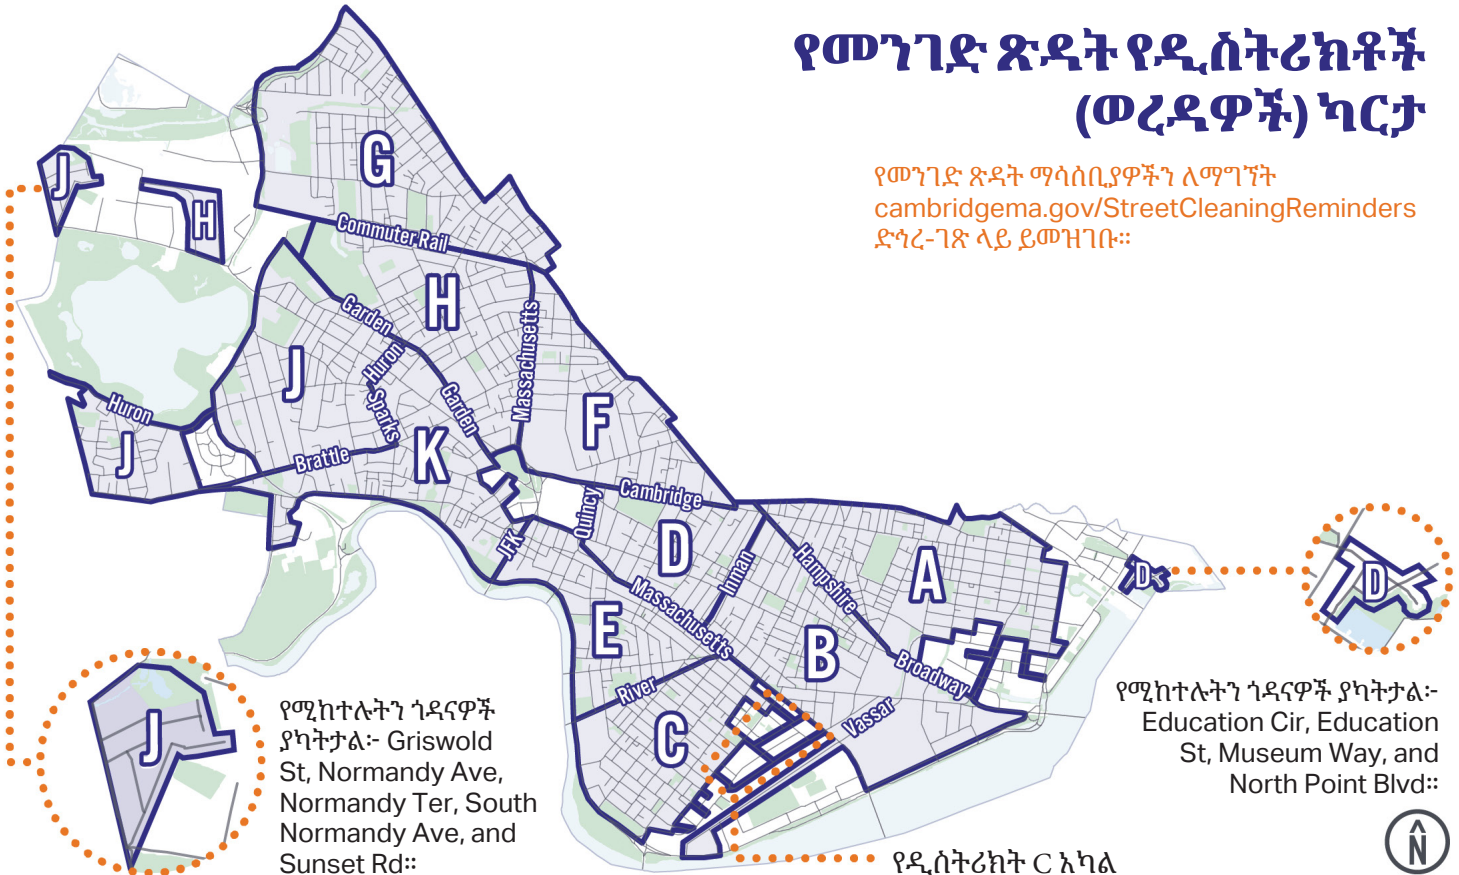 የመንገድ ጽዳት የዲስትሪክቶች
(ወረዳዎች) ካርታ
የመንገድ ጽዳት ማሳሰቢያዎችን ለማግኘት
cambridgema.gov/StreetCleaningReminders
ድኅረ-ገጽ ላይ ይመዝገቡ።
G
J
H
Commuter Rail
H
Garden
Massachusetts
J
Huron
Garden
Sparks
F
Huron
J
Brattle
K
Cambridge
Quincy
JFK
D
Inman
Hampshire
A
D
D
Massachusetts
E
B
Broadway
River
Vassar
C
J
የሚከተሉትን ጎዳናዎች
ያካትታል፦ Griswold
St, Normandy Ave,
Normandy Ter, South
Normandy Ave, and
Sunset Rd።
የሚከተሉትን ጎዳናዎች ያካትታል፦
Education Cir, Education
St, Museum Way, and
North Point Blvd።
የዲስትሪክት C አካል
N